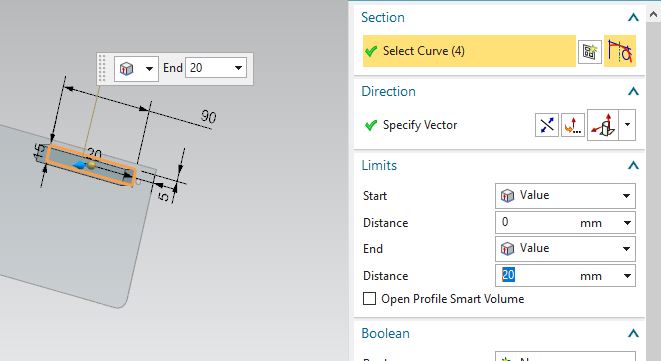 End 20
90
15
20
5
Section
Select Curve (4)
Direction
Specify Vector
Limits
Start Value
Distance 0 mm
End Value
Distance 20 mm
Open Profile Smart Volume
Boolean